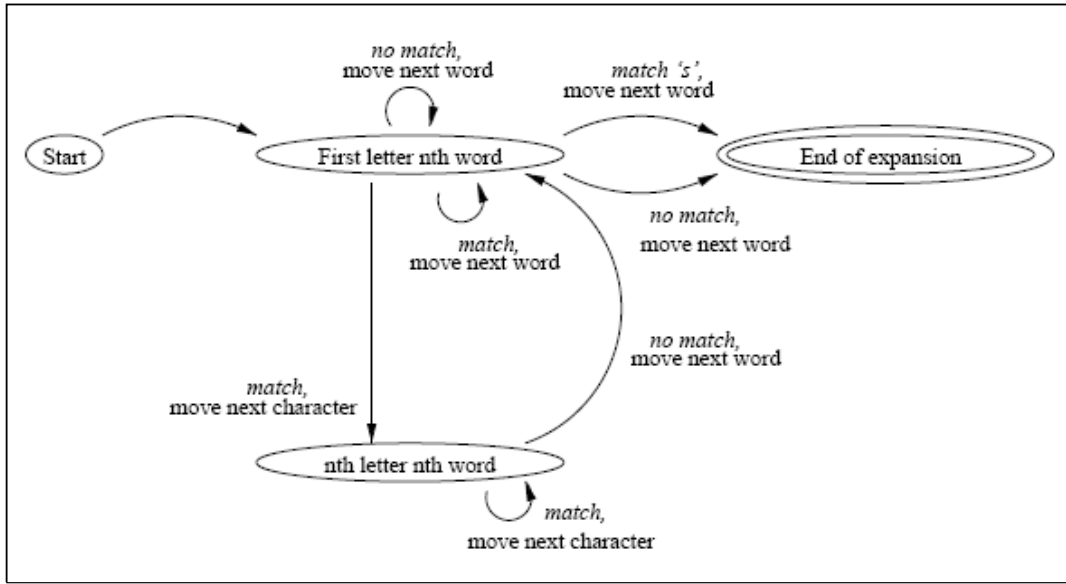 no match,
move next word
match ‘s’,
move next word
Start
First letter nth word
End of expansion
match,
move next word
no match,
move next word
no match,
move next word
match,
move next character
nth letter nth word
match,
move next character